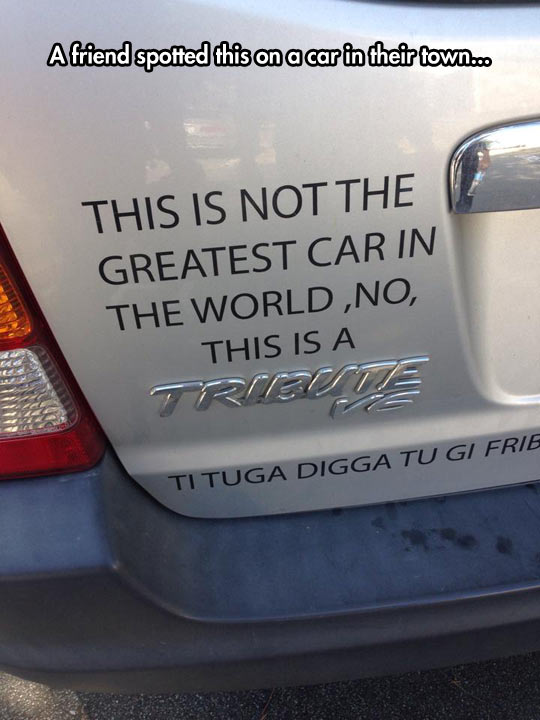 A friend spotted this on a car in their town...
THIS IS NOT THE
GREATEST CAR IN
THE WORLD ,NO,
THIS IS A
TRIBUTE
V6
TI TUGA DIGGA TU GI FRIB